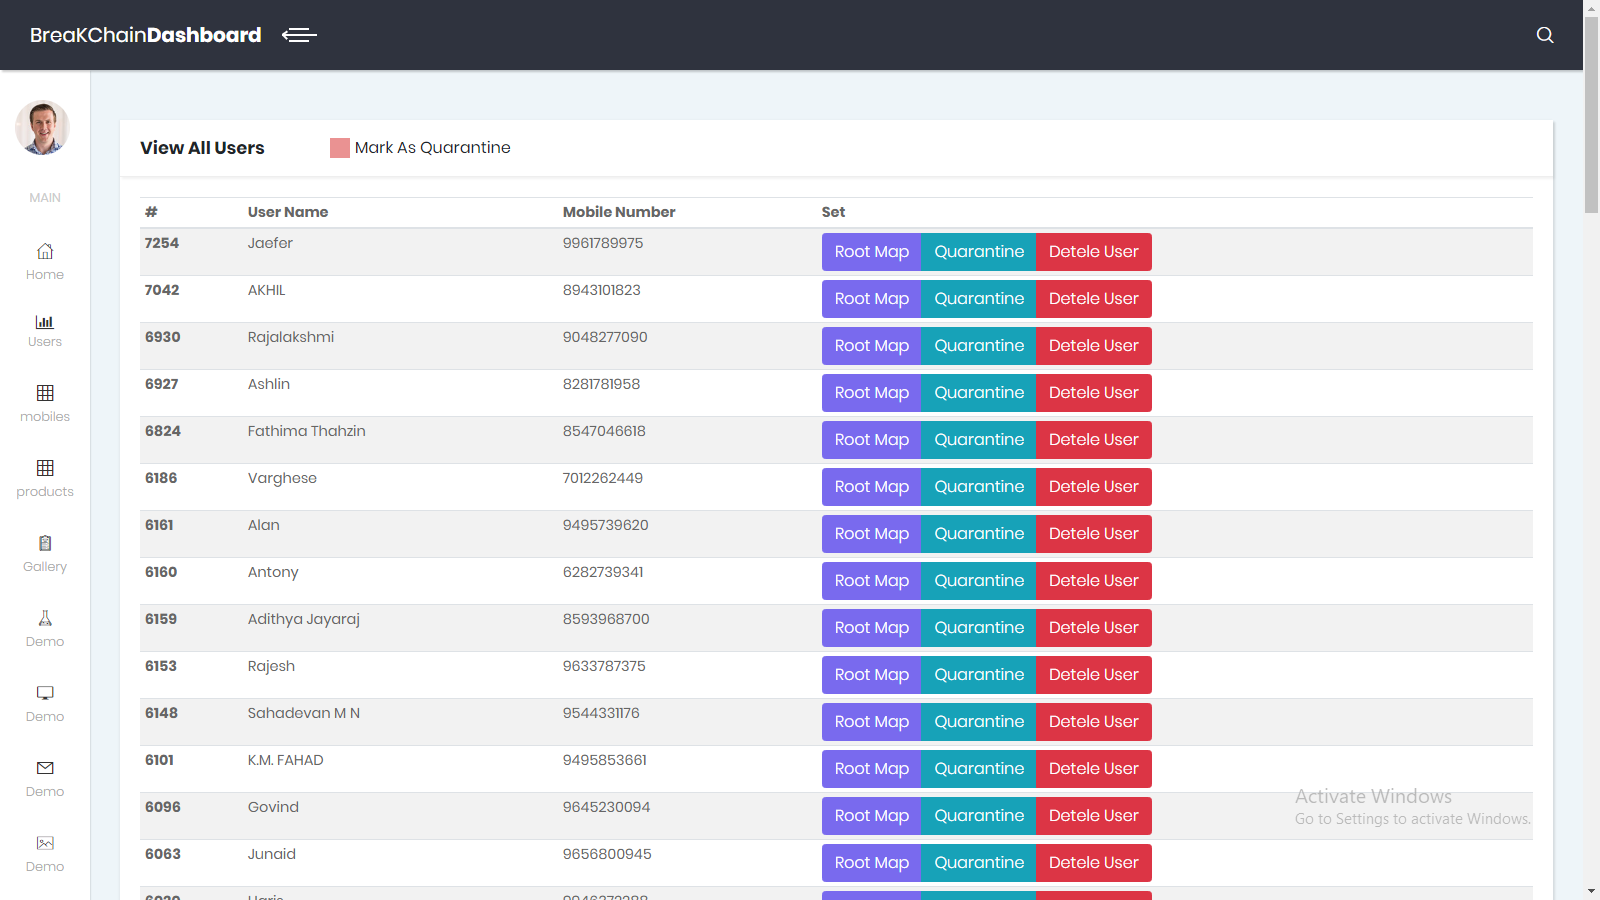 BreaKChainDashboard
View All Users Mark As Quarantine
MAIN
Home
Users
mobiles
products
Gallery
Demo
Demo
Demo
Demo
# User Name Mobile Number Set
7254 Jaefer 9961789975 Root Map Quarantine Detele User
7042 AKHIL 8943101823 Root Map Quarantine Detele User
6930 Rajalakshmi 9048277090 Root Map Quarantine Detele User
6927 Ashlin 8281781958 Root Map Quarantine Detele User
6824 Fathima Thahzin 8547046618 Root Map Quarantine Detele User
6186 Varghese 7012262449 Root Map Quarantine Detele User
6161 Alan 9495739620 Root Map Quarantine Detele User
6160 Antony 6282739341 Root Map Quarantine Detele User
6159 Adithya Jayaraj 8593968700 Root Map Quarantine Detele User
6153 Rajesh 9633787375 Root Map Quarantine Detele User
6148 Sahadevan M N 9544331176 Root Map Quarantine Detele User
6101 K.M. FAHAD 9495853661 Root Map Quarantine Detele User
6096 Govind 9645230094 Root Map Quarantine Detele User
6063 Junaid 9656800945 Root Map Quarantine Detele User
Activate Windows
Go to Settings to activate Windows.